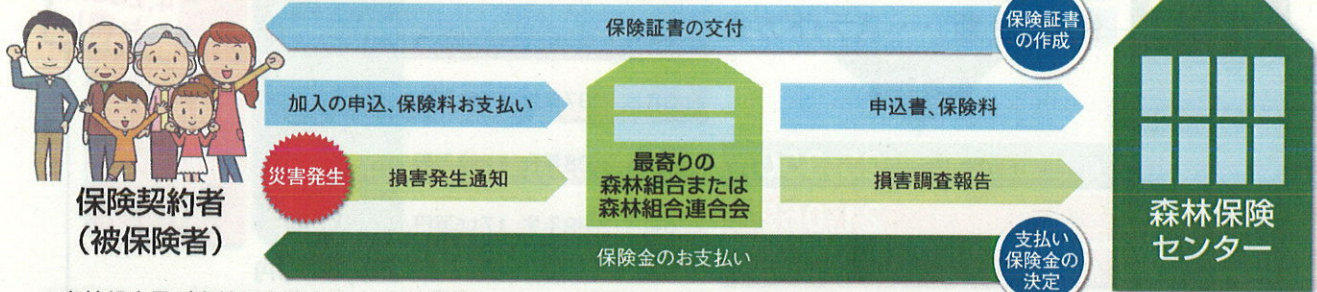 保険証書の交付
保険証書
の作成
加入の申込、保険料お支払い
申込書、保険料
災害発生
損害発生通知
最寄りの
森林組合または
森林組合連合会
損害調査報告
保険契約者
（被保険者）
保険金のお支払い
支払い
保険金の
決定
森林保険
センター